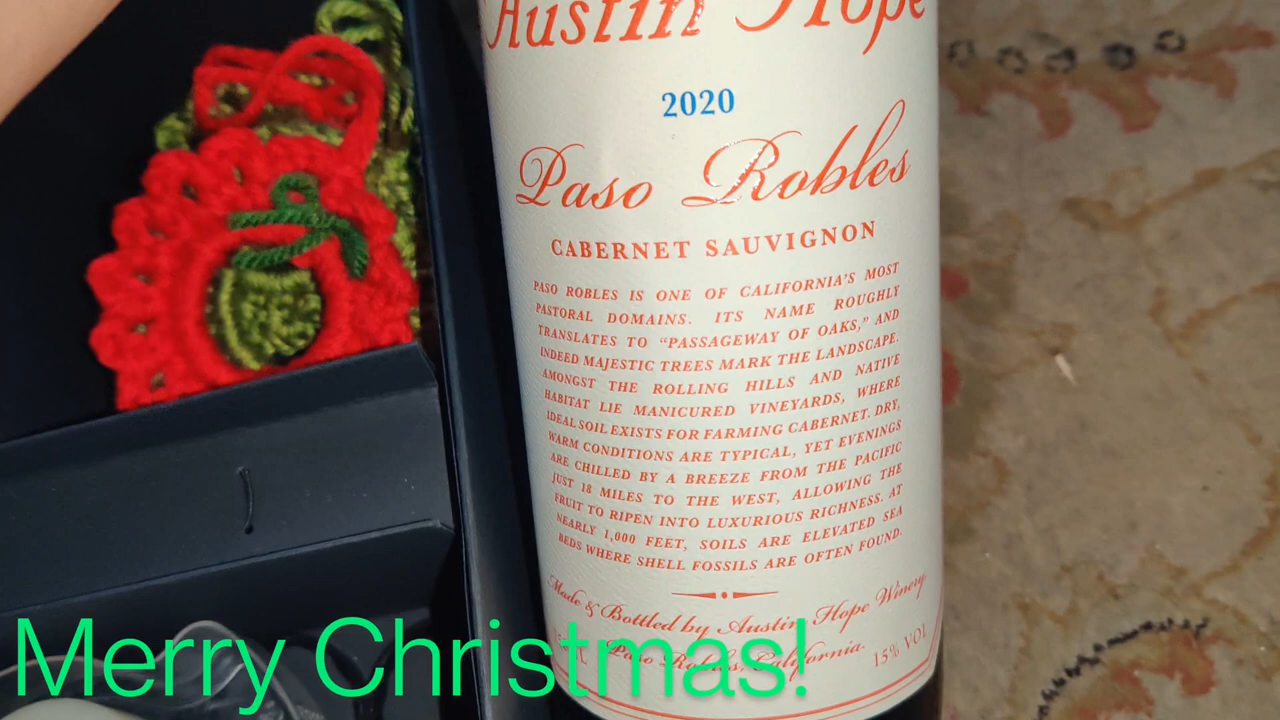 Austin Hope
2020
Paso Robles
CABERNET SAUVIGNON
PASO ROBLES IS ONE OF CALIFORNIA'S MOST
PASTORAL DOMAINS. ITS NAME ROUGHLY
TRANSLATES TO “PASSAGEWAY OF OAKS,” AND
INDEED MAJESTIC TREES MARK THE LANDSCAPE.
AMONGST THE ROLLING HILLS AND NATIVE
HABITAT LIE MANICURED VINEYARDS, WHERE
IDEAL SOIL EXISTS FOR FARMING CABERNET. DRY,
WARM CONDITIONS ARE TYPICAL, YET EVENINGS
ARE CHILLED BY A BREEZE FROM THE PACIFIC
JUST 18 MILES TO THE WEST, ALLOWING THE
FRUIT TO RIPEN INTO LUXURIOUS RICHNESS. AT
NEARLY 1,000 FEET, SOILS ARE ELEVATED SEA
BEDS WHERE SHELL FOSSILS ARE OFTEN FOUND.
Made & Bottled by Austin Hope Winery
Paso Robles, California. 15% VOL
Merry Christmas!